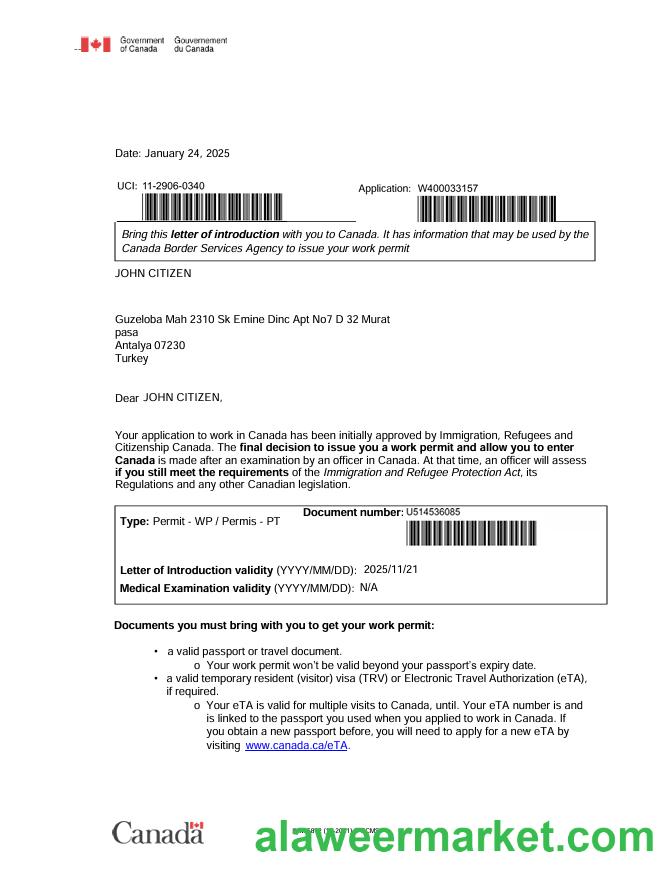 Government of Canada
Gouvernement du Canada
Date: January 24, 2025
UCI: 11-2906-0340
Application: W400033157
Bring this letter of introduction with you to Canada. It has information that may be used by the
Canada Border Services Agency to issue your work permit
JOHN CITIZEN
Guzeloba Mah 2310 Sk Emine Dinc Apt No7 D 32 Murat
pasa
Antalya 07230
Turkey
Dear JOHN CITIZEN,
Your application to work in Canada has been initially approved by Immigration, Refugees and
Citizenship Canada. The final decision to issue you a work permit and allow you to enter
Canada is made after an examination by an officer in Canada. At that time, an officer will assess
if you still meet the requirements of the Immigration and Refugee Protection Act, its
Regulations and any other Canadian legislation.
Document number: U514536085
Type: Permit - WP / Permis - PT
Letter of Introduction validity (YYYY/MM/DD): 2025/11/21
Medical Examination validity (YYYY/MM/DD): N/A
Documents you must bring with you to get your work permit:
• a valid passport or travel document.
o Your work permit won't be valid beyond your passport's expiry date.
• a valid temporary resident (visitor) visa (TRV) or Electronic Travel Authorization (eTA),
if required.
o Your eTA is valid for multiple visits to Canada, until. Your eTA number is and
is linked to the passport you used when you applied to work in Canada. If
you obtain a new passport before, you will need to apply for a new eTA by
visiting www.canada.ca/eTA.
Canada
alaweermarket.com